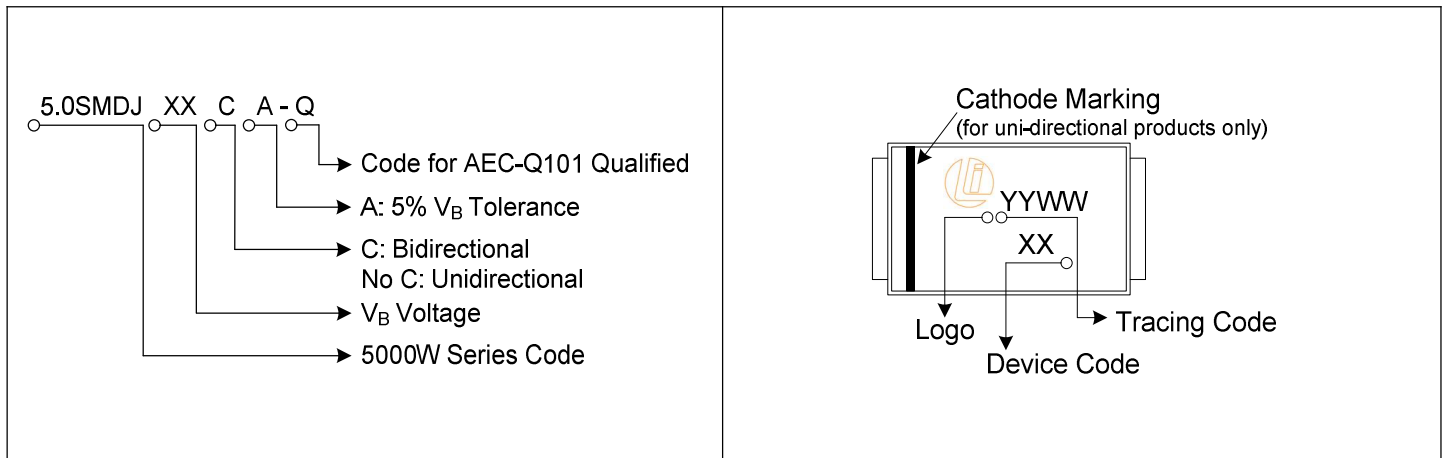 5.0SMDJ XX C A - Q
Code for AEC-Q101 Qualified
A: 5% VB Tolerance
C: Bidirectional
No C: Unidirectional
VB Voltage
5000W Series Code
Cathode Marking
(for uni-directional products only)
YYWW
XX
Logo
Tracing Code
Device Code